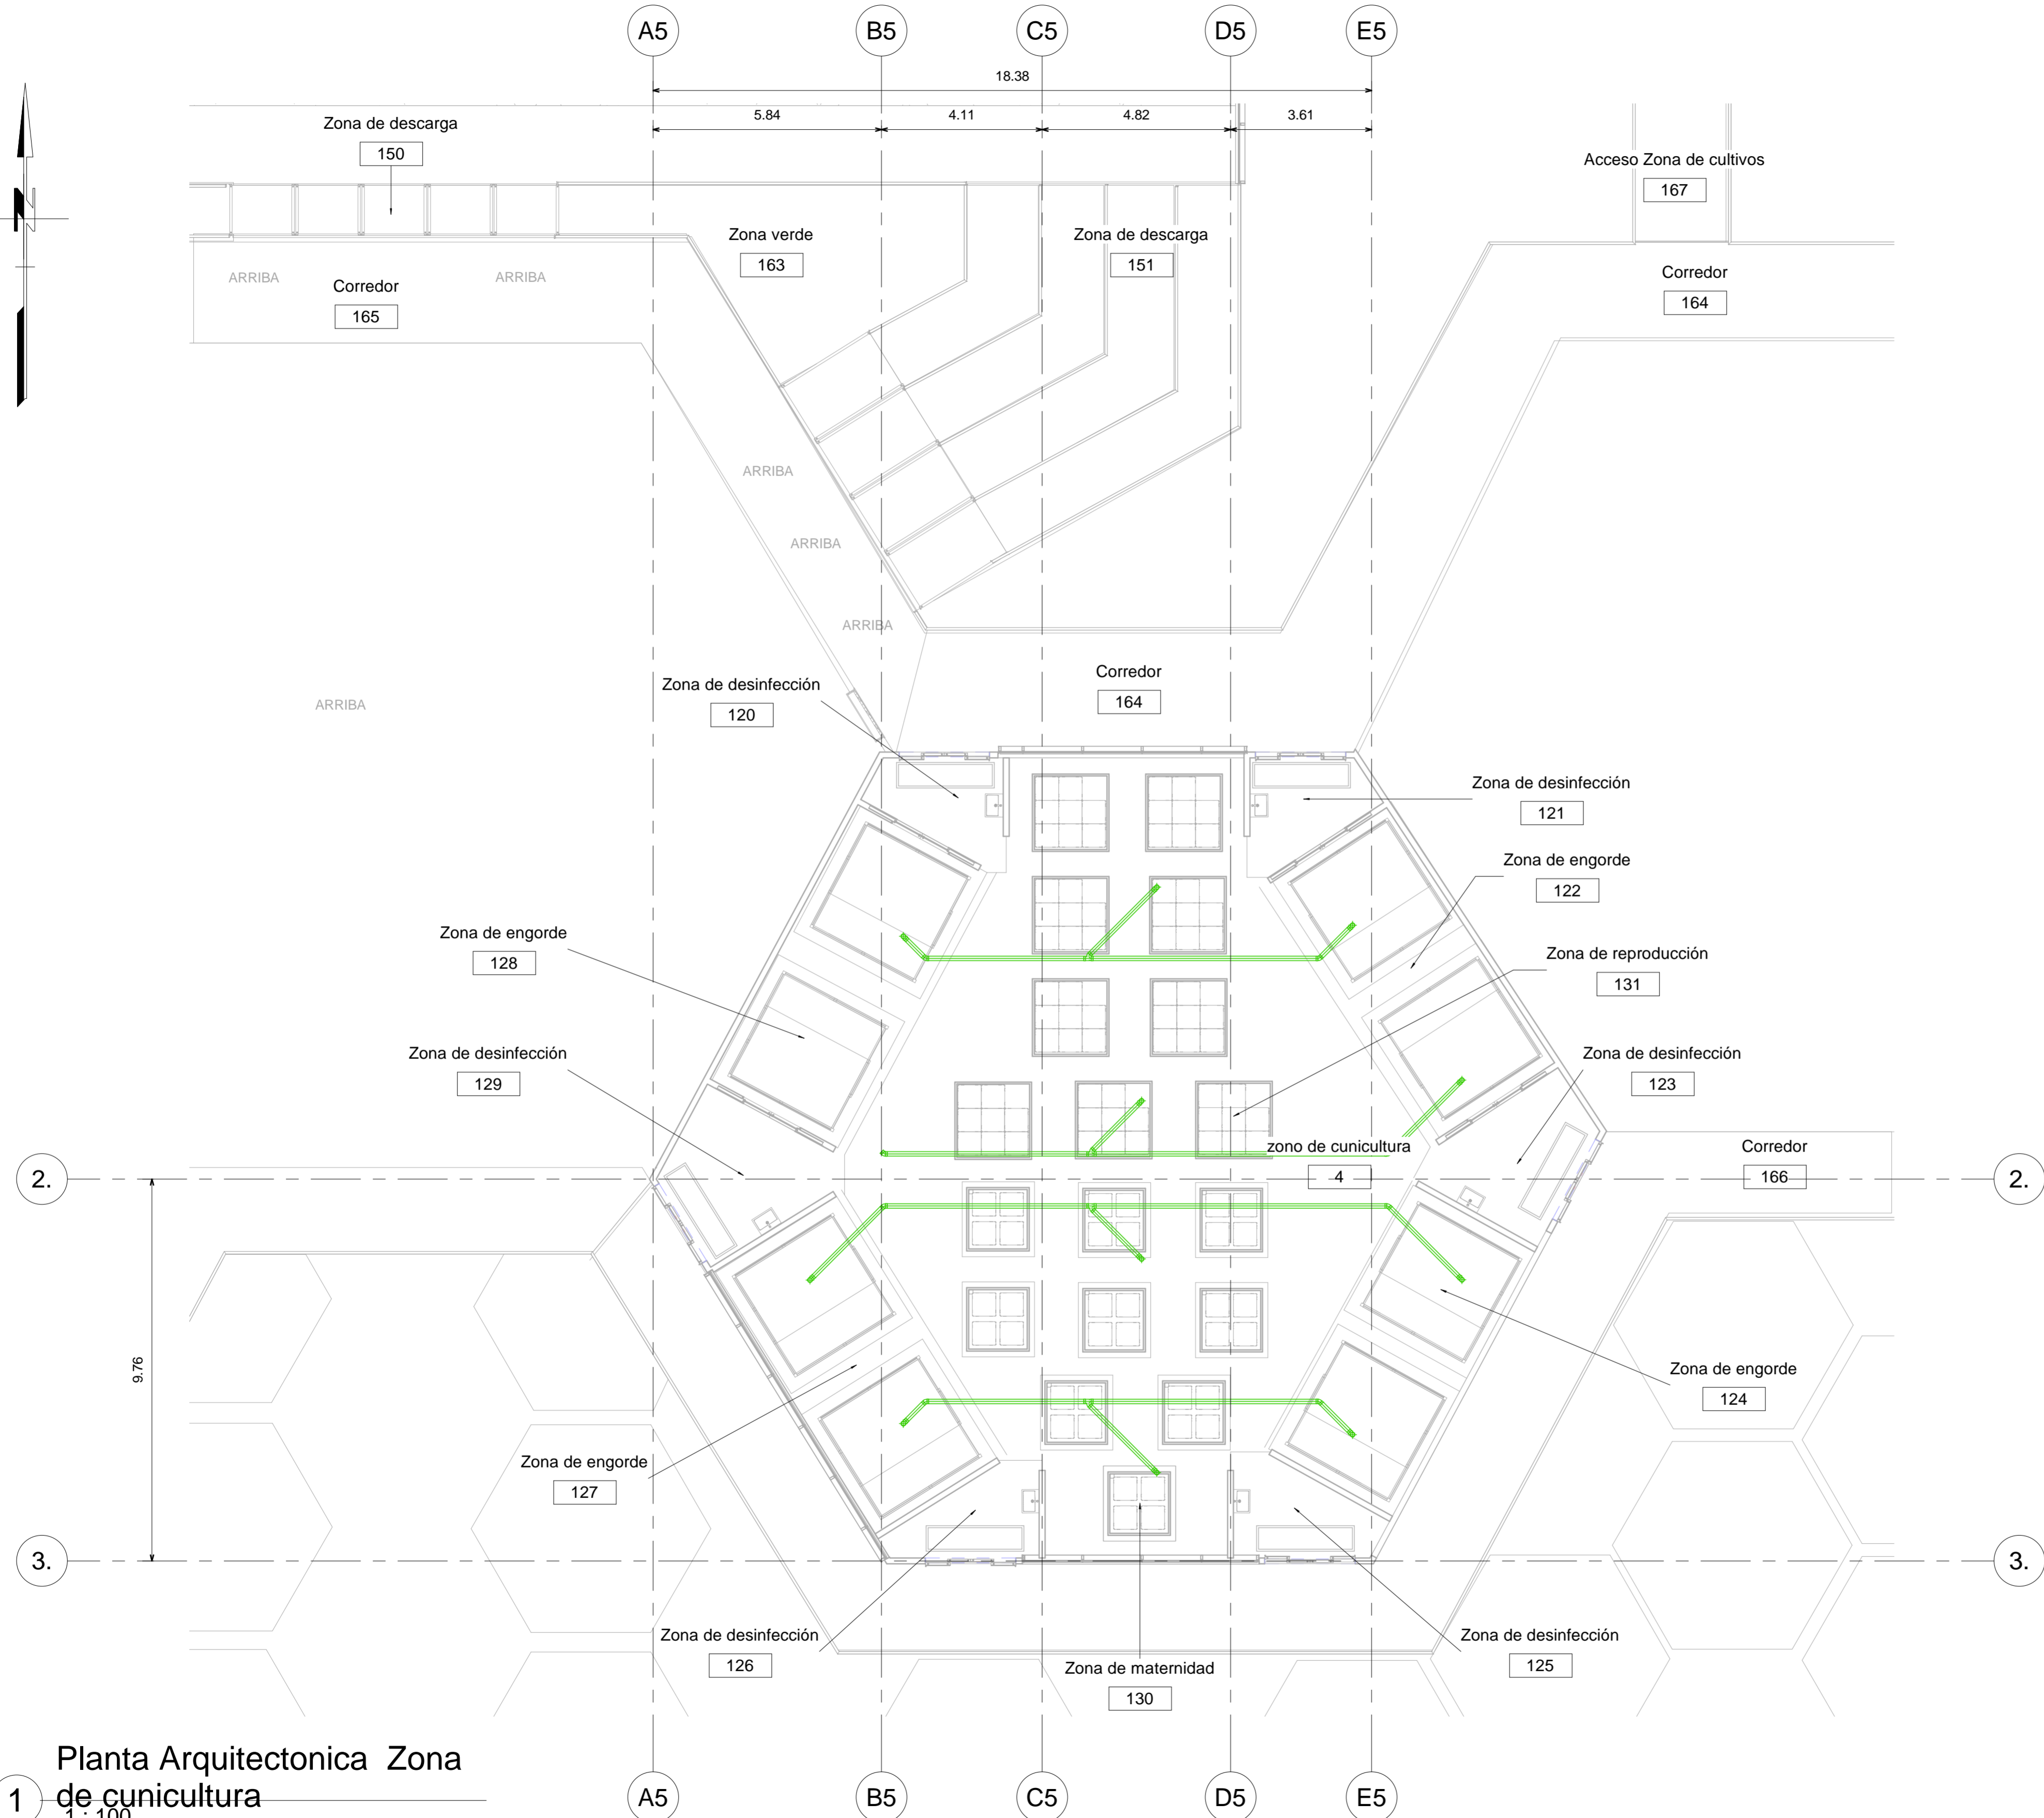 A5
B5
C5
D5
E5
18.38
5.84
4.11
4.82
3.61
Zona de descarga
150
Acceso Zona de cultivos
167
N
Zona verde
163
Zona de descarga
151
ARRIBA
ARRIBA
Corredor
165
Corredor
164
ARRIBA
ARRIBA
ARRIBA
ARRIBA
Corredor
164
Zona de desinfección
120
Zona de desinfección
121
Zona de engorde
122
Zona de engorde
128
Zona de reproducción
131
Zona de desinfección
129
Zona de desinfección
123
zono de cunicultura
4
Corredor
166
2.
2.
9.76
Zona de engorde
124
Zona de engorde
127
3.
3.
Zona de desinfección
126
Zona de maternidad
130
Zona de desinfección
125
Planta Arquitectonica Zona
de cunicultura
1
1 : 100
A5
B5
C5
D5
E5